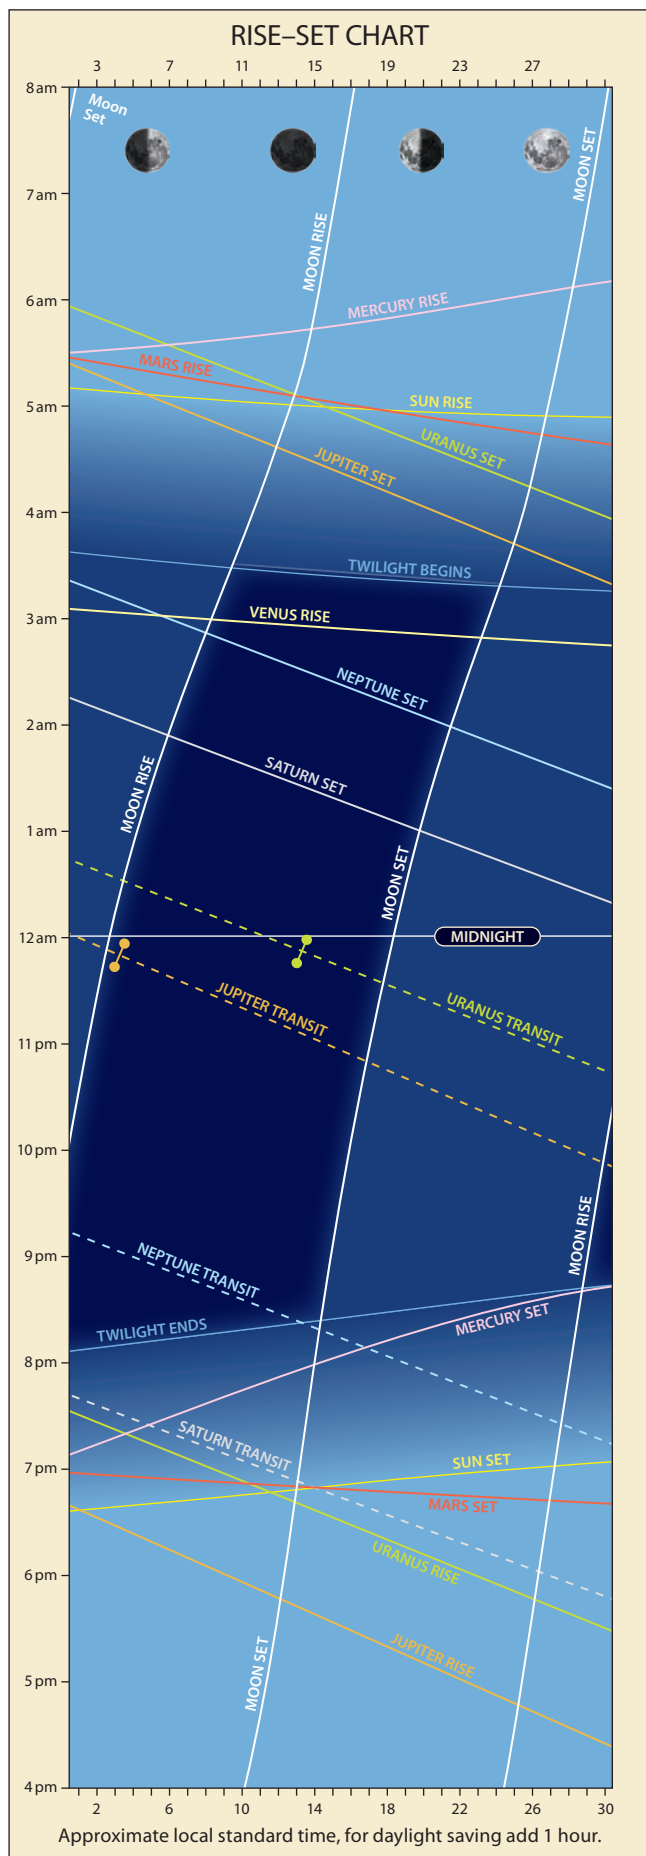 RISE–SET CHART
3 7 11 15 19 23 27
8 am
Moon
Set
MOON SET
7 am
MOON RISE
6 am
MERCURY RISE
MARS RISE
5 am
SUN RISE
URANUS SET
JUPITER SET
4 am
TWILIGHT BEGINS
3 am
VENUS RISE
NEPTUNE SET
2 am
SATURN SET
MOON RISE
1 am
MOON SET
12 am
MIDNIGHT
JUPITER TRANSIT
URANUS TRANSIT
11 pm
10 pm
MOON RISE
9 pm
NEPTUNE TRANSIT
TWILIGHT ENDS
MERCURY SET
8 pm
SATURN TRANSIT
SUN SET
7 pm
MARS SET
URANUS RISE
6 pm
JUPITER RISE
MOON SET
5 pm
4 pm
2 6 10 14 18 22 26 30
Approximate local standard time, for daylight saving add 1 hour.